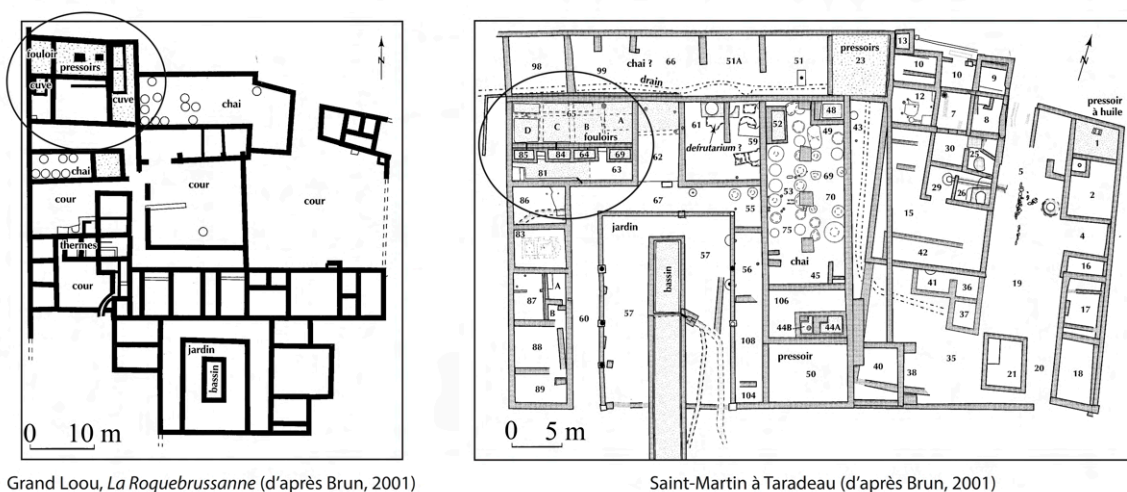 fouloir
pressoirs
cuve
cuve
chai
N
chai
cour
cour
cour
thermes
cour
jardin
bassin
0 10 m
Grand Loou, La Roquebrussanne (d'après Brun, 2001)
13
N
98
99
chai ?
66
51A
51
pressoirs
23
10
10
9
drain
12
7
8
pressoir
à huile
1
65
D
C
B
A
fouloirs
61
defrutarium ?
59
52
48
49
43
85
84
64
69
81
63
62
30
25
5
2
86
67
53
69
70
55
29
26
15
83
jardin
57
75
chai
45
56
42
4
16
19
bassin
41
36
37
87
A
B
60
57
106
44B
44A
17
88
108
pressoir
50
40
38
35
21
20
18
89
104
0 5 m
Saint-Martin à Taradeau (d'après Brun, 2001)